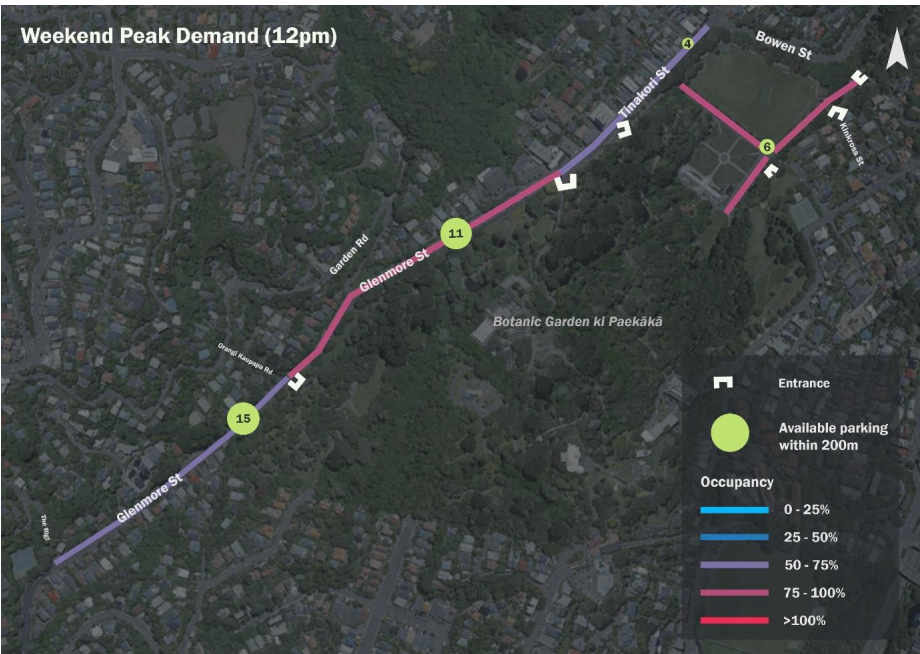 Weekend Peak Demand (12pm)
Bowen St
4
Tinakori St
Kinkross St
6
11
Garden Rd
Glenmore St
Botanic Garden ki Paekākā
Orangi Kaupapa Rd
15
Glenmore St
The Rigi
Entrance
Available parking
within 200m
Occupancy
0 - 25%
25 - 50%
50 - 75%
75 - 100%
>100%